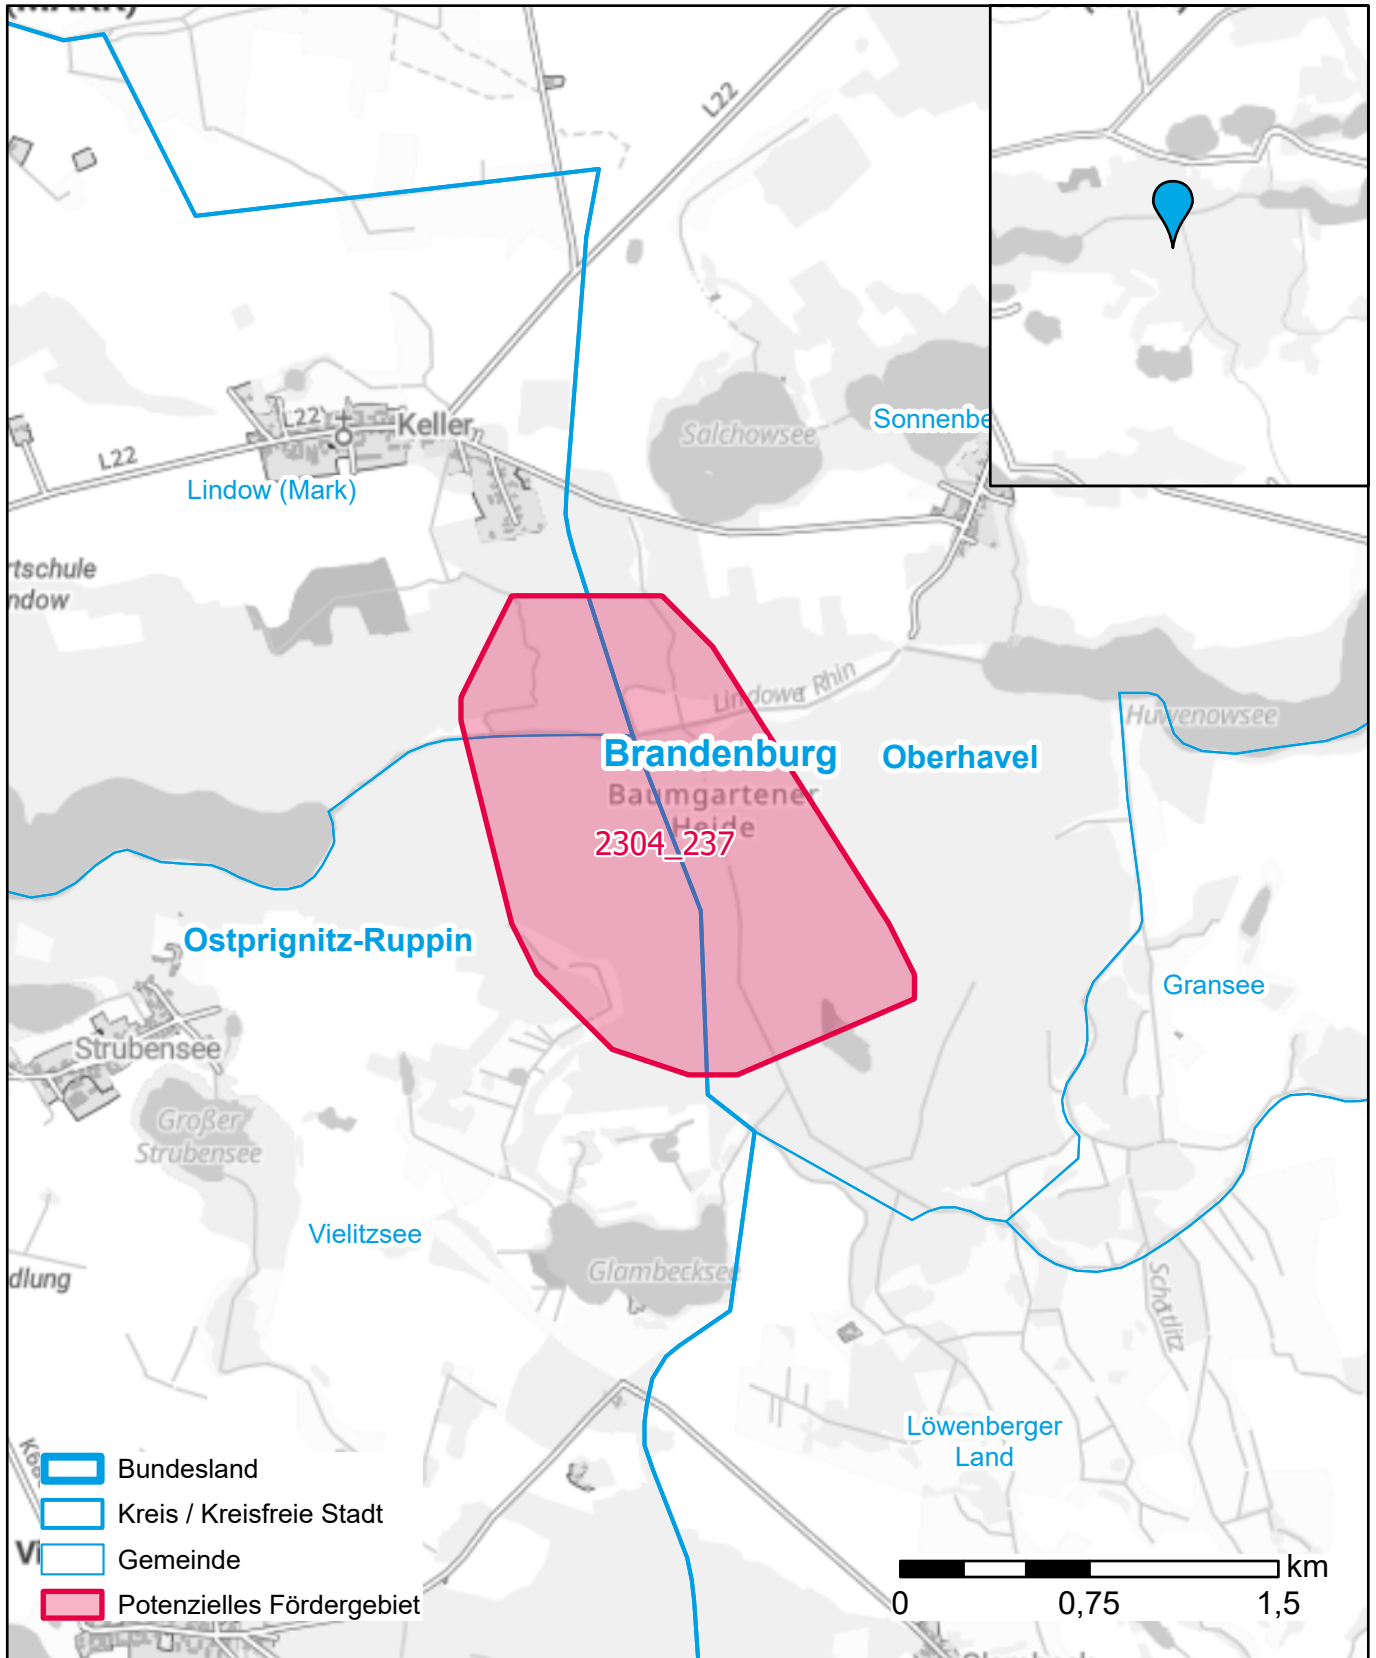 L22
L22
Keller
L22
Salchowsee
Sonnenbe
Lindow (Mark)
rtschule
ndow
Lindower Rhin
Huwenowsee
Brandenburg
Oberhavel
Baumgartener
Heide
2304_237
Ostprignitz-Ruppin
Gransee
Strubensee
Großer
Strubensee
Vielitzsee
Glambecksee
dlung
Schatlitz
Löwenberger
Land
Bundesland
Kreis / Kreisfreie Stadt
Gemeinde
Potenzielles Fördergebiet
km
0
0,75
1,5